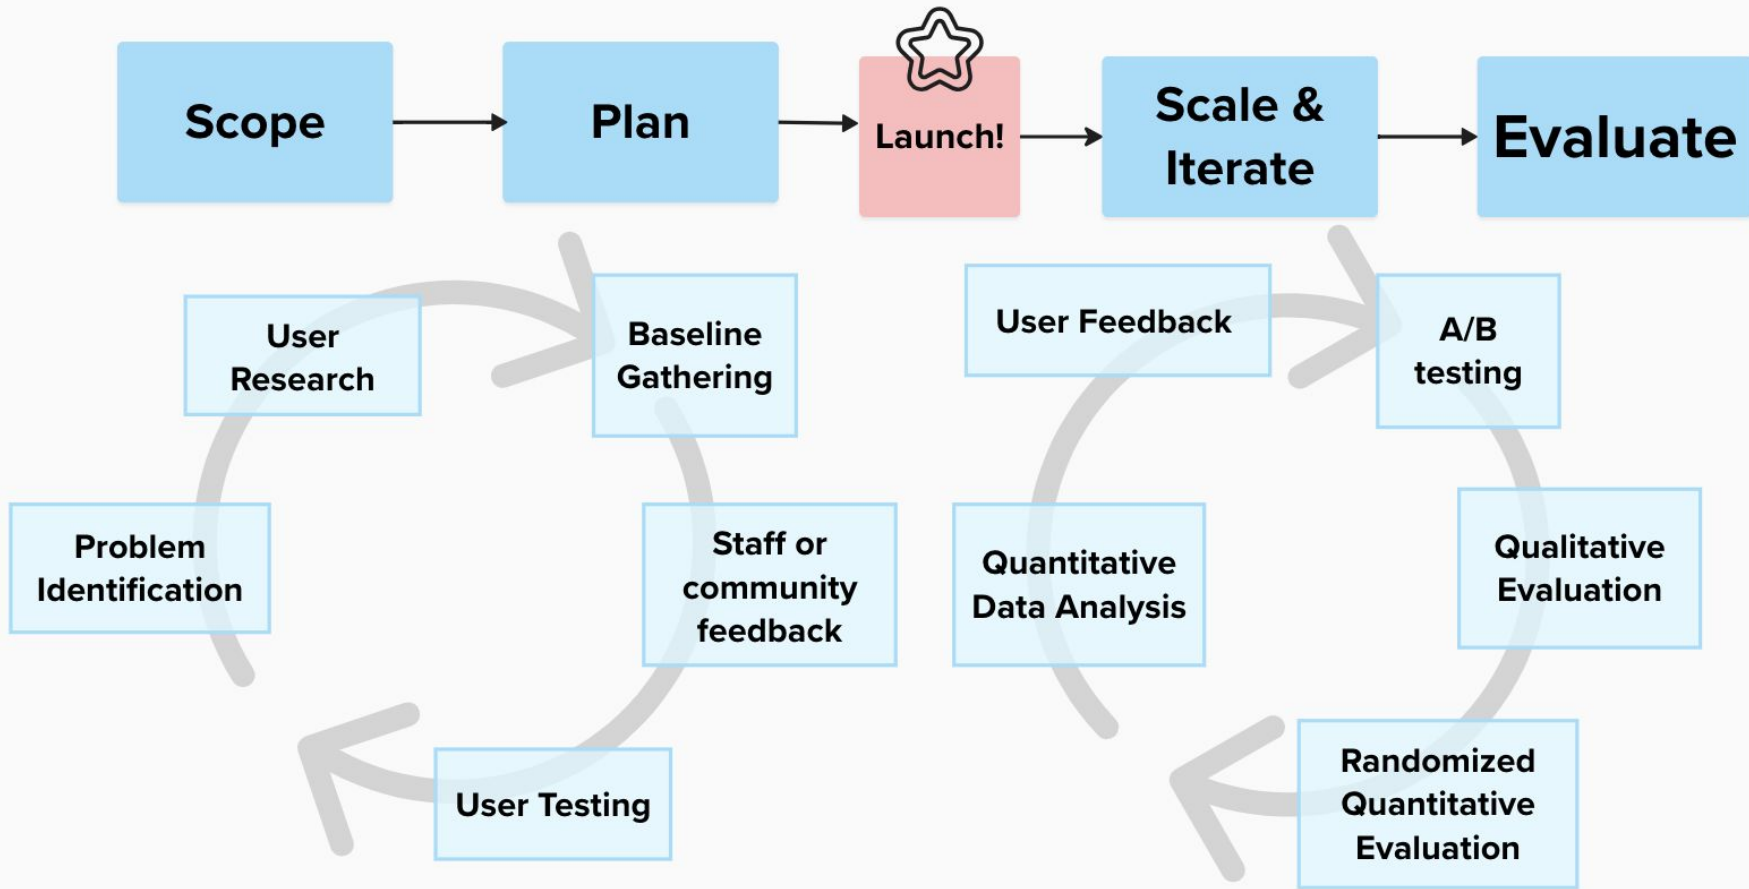 Scope
Plan
Launch!
Scale &
Iterate
Evaluate
User
Research
Baseline
Gathering
Problem
Identification
Staff or
community
feedback
User Testing
User Feedback
A/B
testing
Quantitative
Data Analysis
Qualitative
Evaluation
Randomized
Quantitative
Evaluation